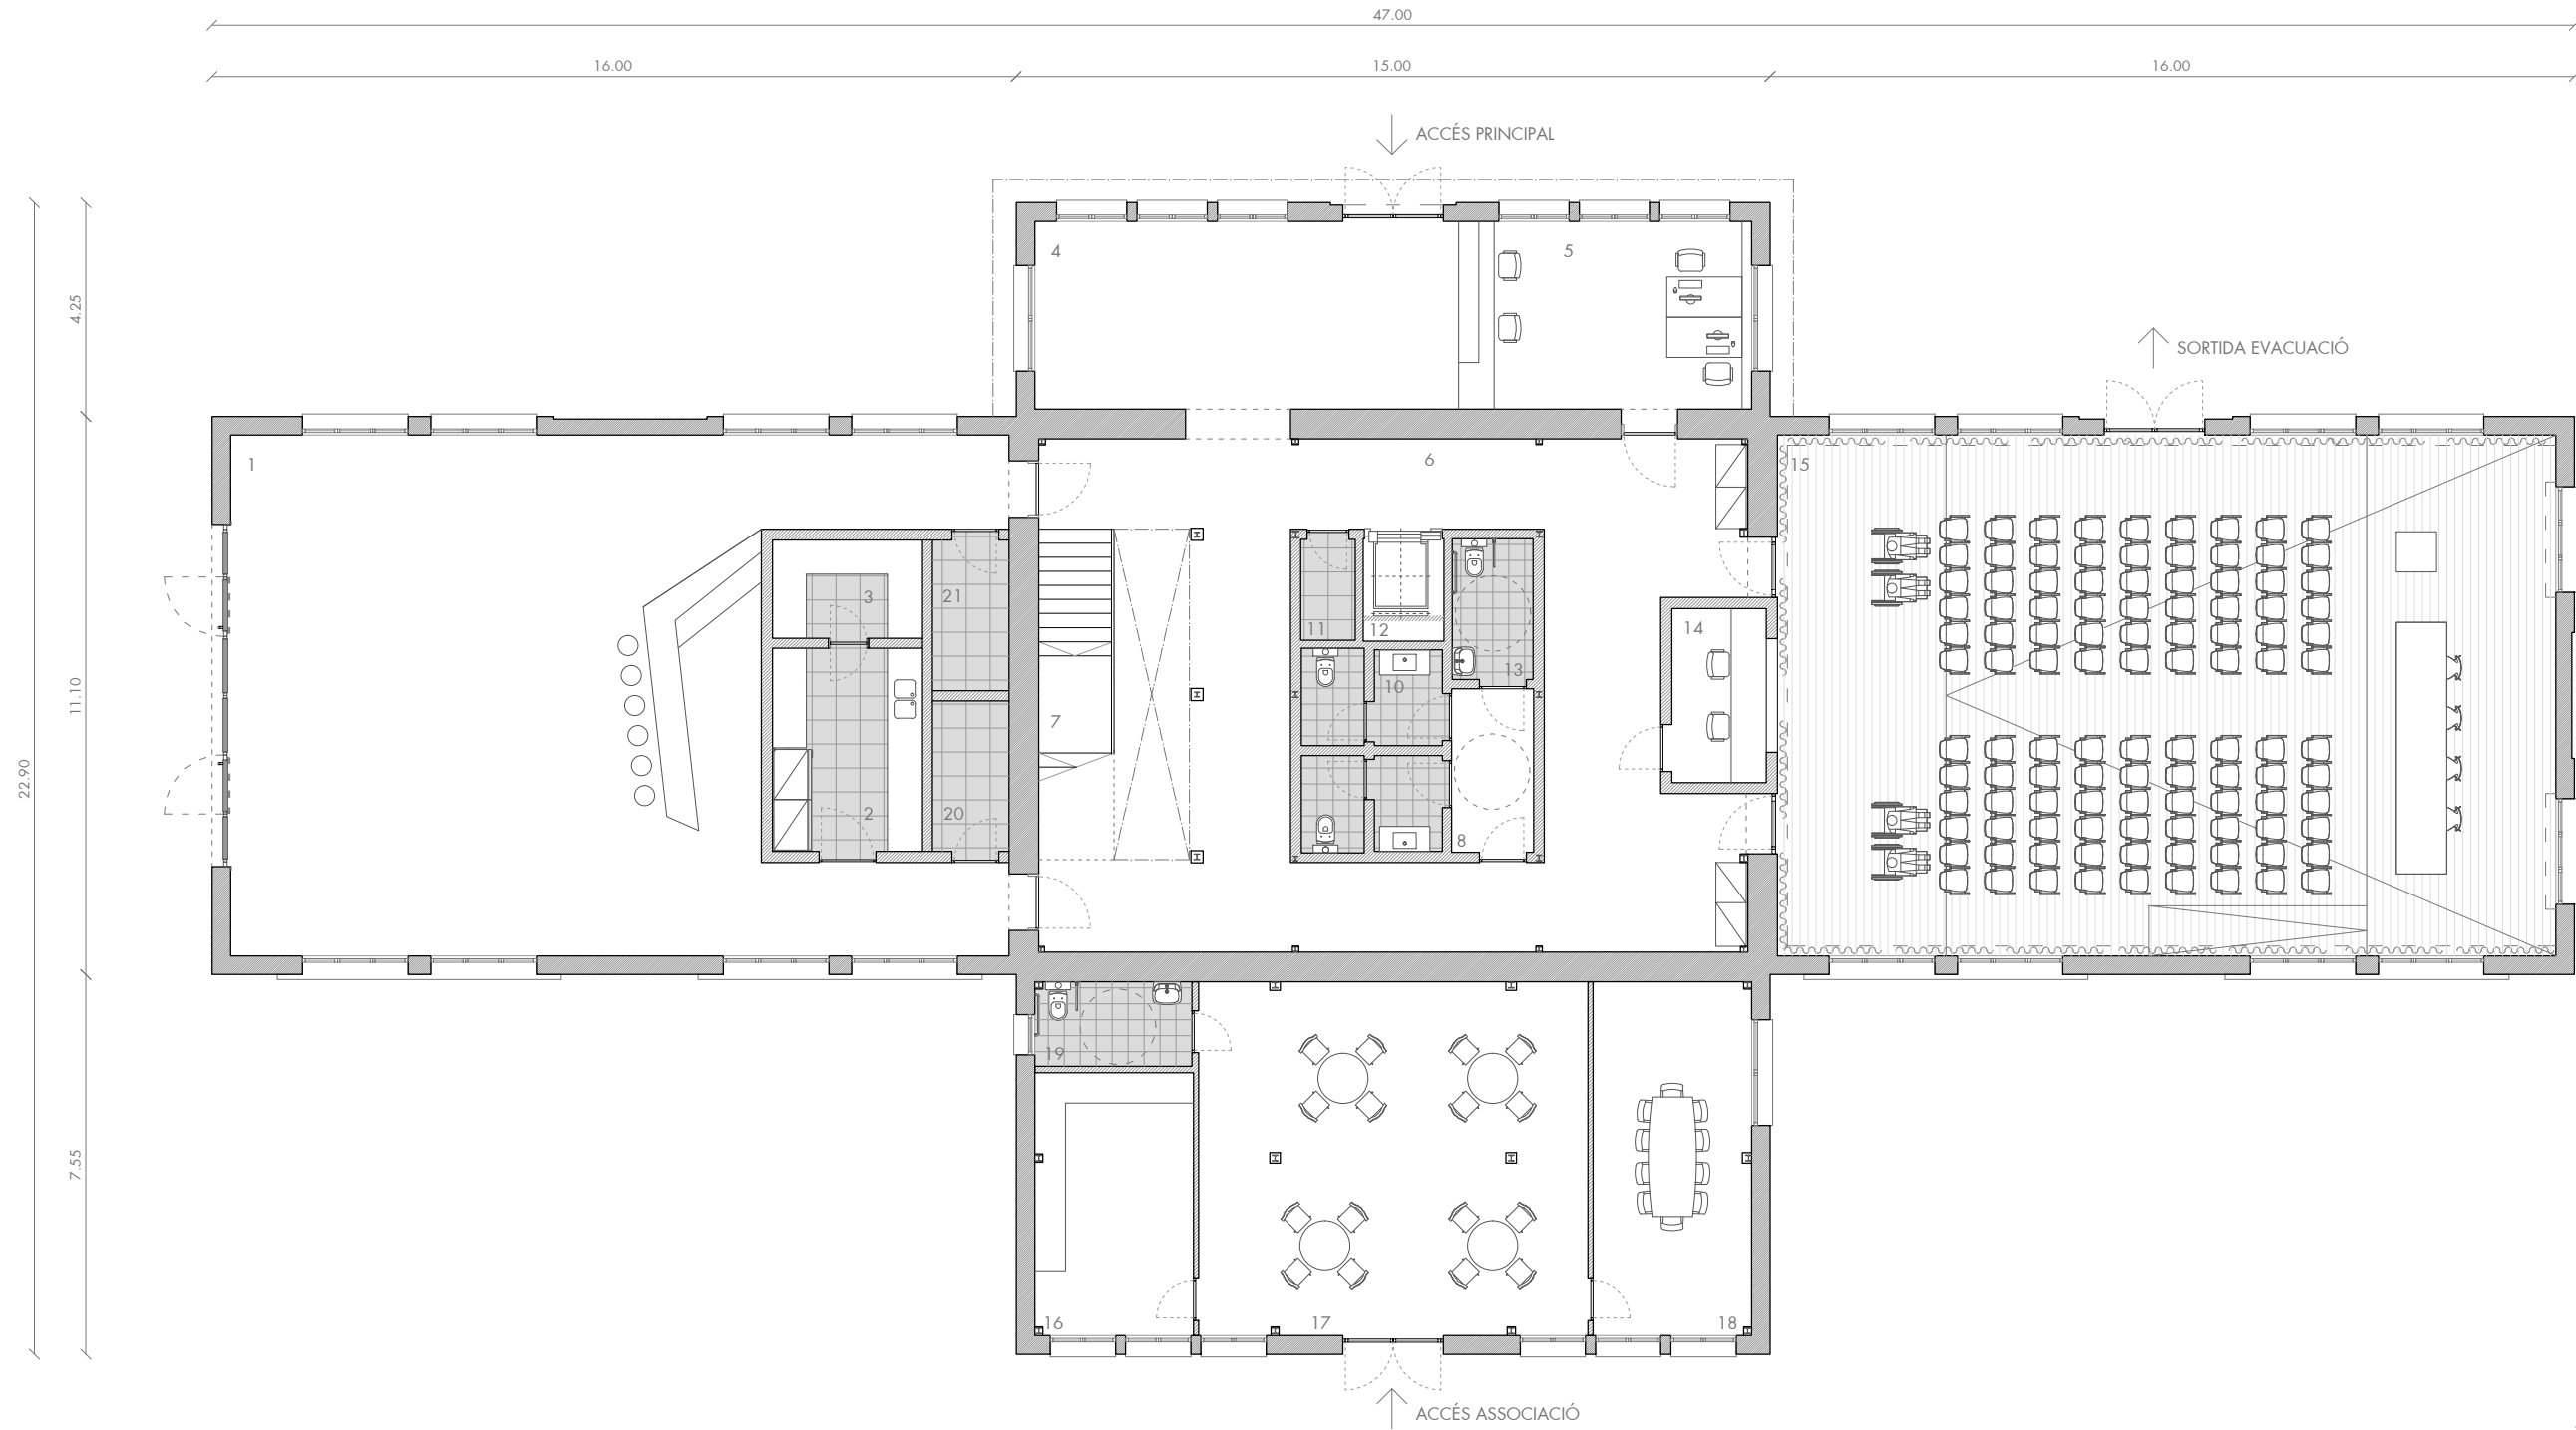 47.00
16.00 15.00 16.00
ACCÉS PRINCIPAL
4 5
4.25
SORTIDA EVACUACIÓ
1 6 15
3 21 11 12 14
10 13
11.10
7
22.90
2 20 8
19
7.55
16 17 18
ACCÉS ASSOCIACIÓ